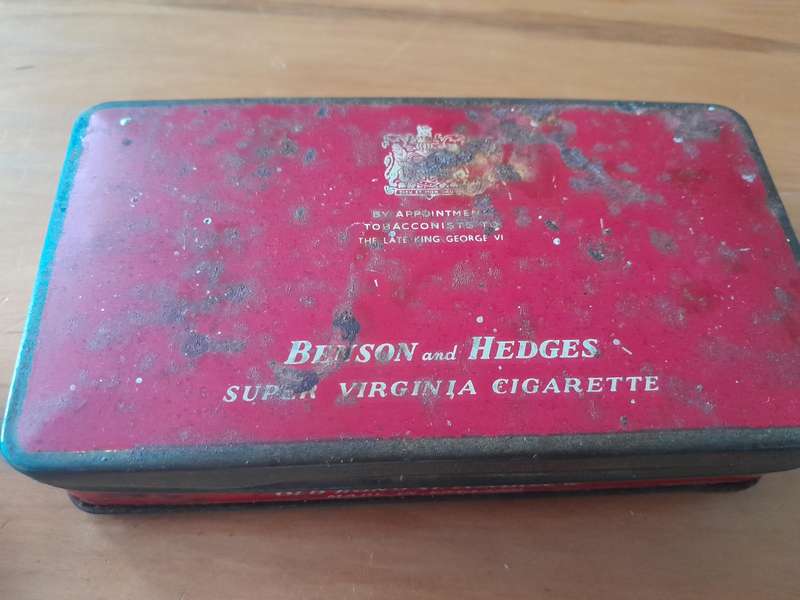 BY APPOINTMENT
TOBACCONISTS TO
THE LATE KING GEORGE VI
BENSON and HEDGES
SUPER VIRGINIA CIGARETTE